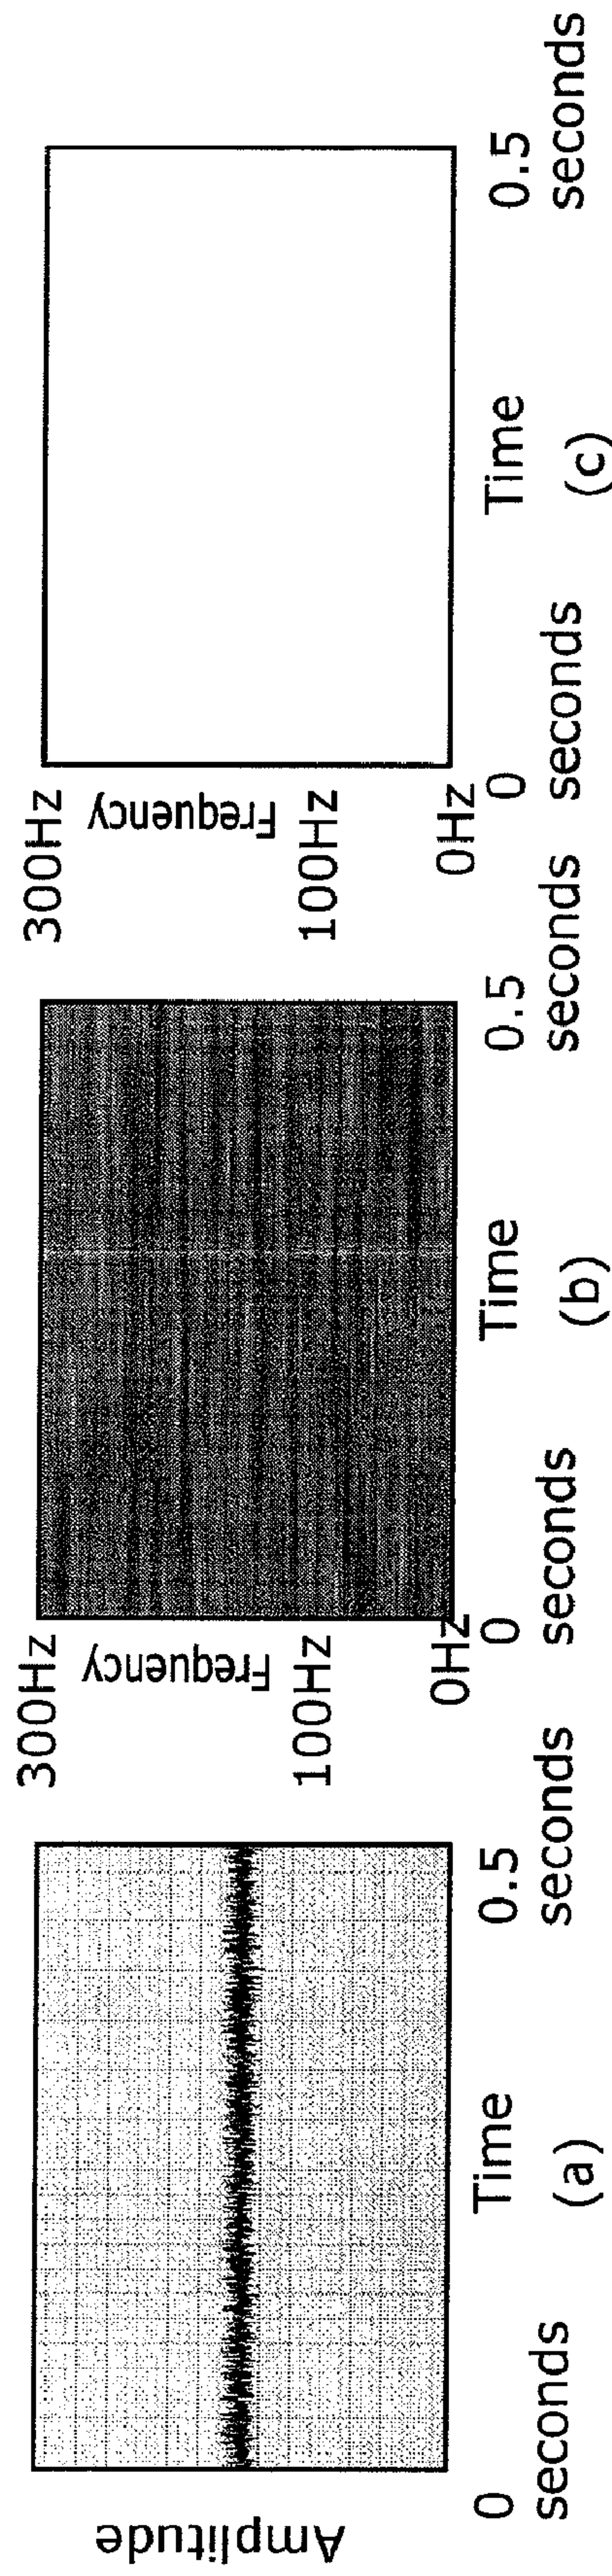 Amplitude
0
seconds
Time
0.5
seconds
(a)
300Hz
Frequency
100Hz
0Hz
0
seconds
Time
0.5
seconds
(b)
300Hz
Frequency
100Hz
0Hz
0
seconds
Time
0.5
seconds
(c)